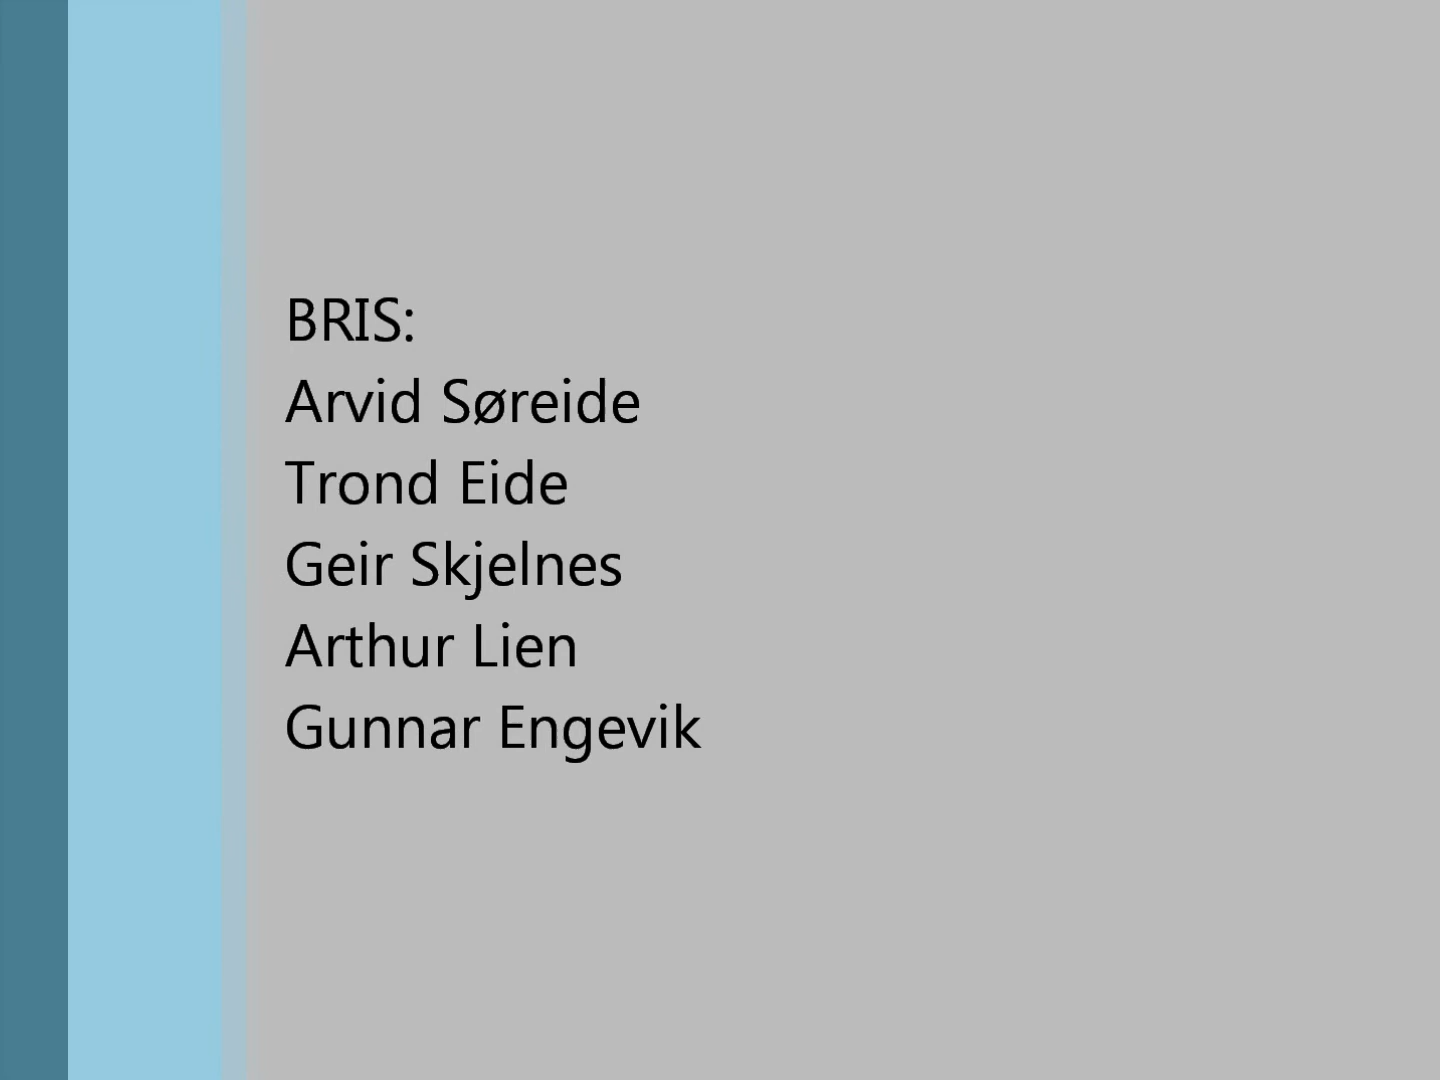 BRIS:
Arvid Søreide
Trond Eide
Geir Skjelnes
Arthur Lien
Gunnar Engevik